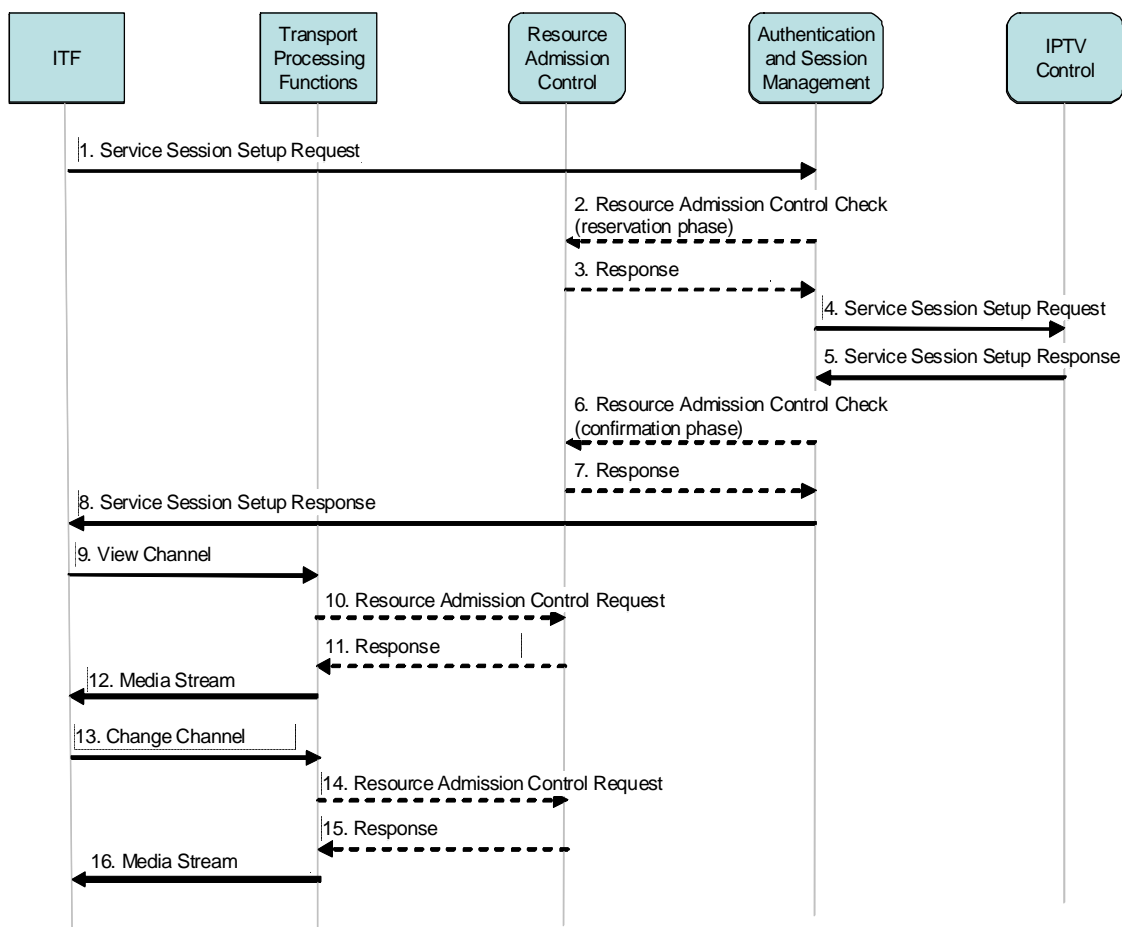 ITF
Transport
Processing
Functions
Resource
Admission
Control
Authentication
and Session
Management
IPTV
Control
1. Service Session Setup Request
2. Resource Admission Control Check
(reservation phase)
3. Response
4. Service Session Setup Request
5. Service Session Setup Response
6. Resource Admission Control Check
(confirmation phase)
7. Response
8. Service Session Setup Response
9. View Channel
10. Resource Admission Control Request
11. Response
12. Media Stream
13. Change Channel
14. Resource Admission Control Request
15. Response
16. Media Stream